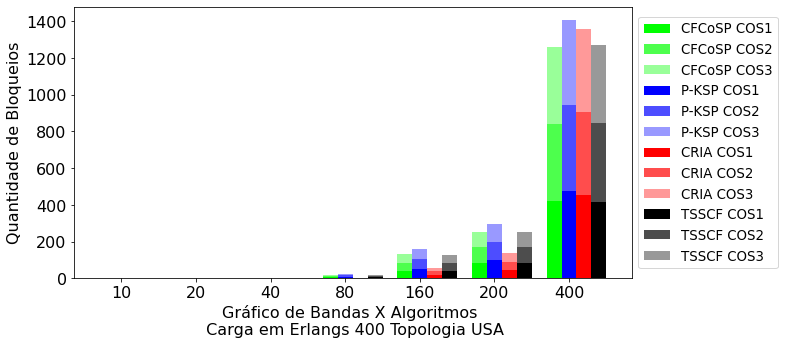 1400
1200
1000
800
600
400
200
0
Quantidade de Bloqueios
10 20 40 80 160 200 400
Gráfico de Bandas X Algoritmos
Carga em Erlangs 400 Topologia USA
CFCoSP COS1
CFCoSP COS2
CFCoSP COS3
P-KSP COS1
P-KSP COS2
P-KSP COS3
CRIA COS1
CRIA COS2
CRIA COS3
TSSCF COS1
TSSCF COS2
TSSCF COS3